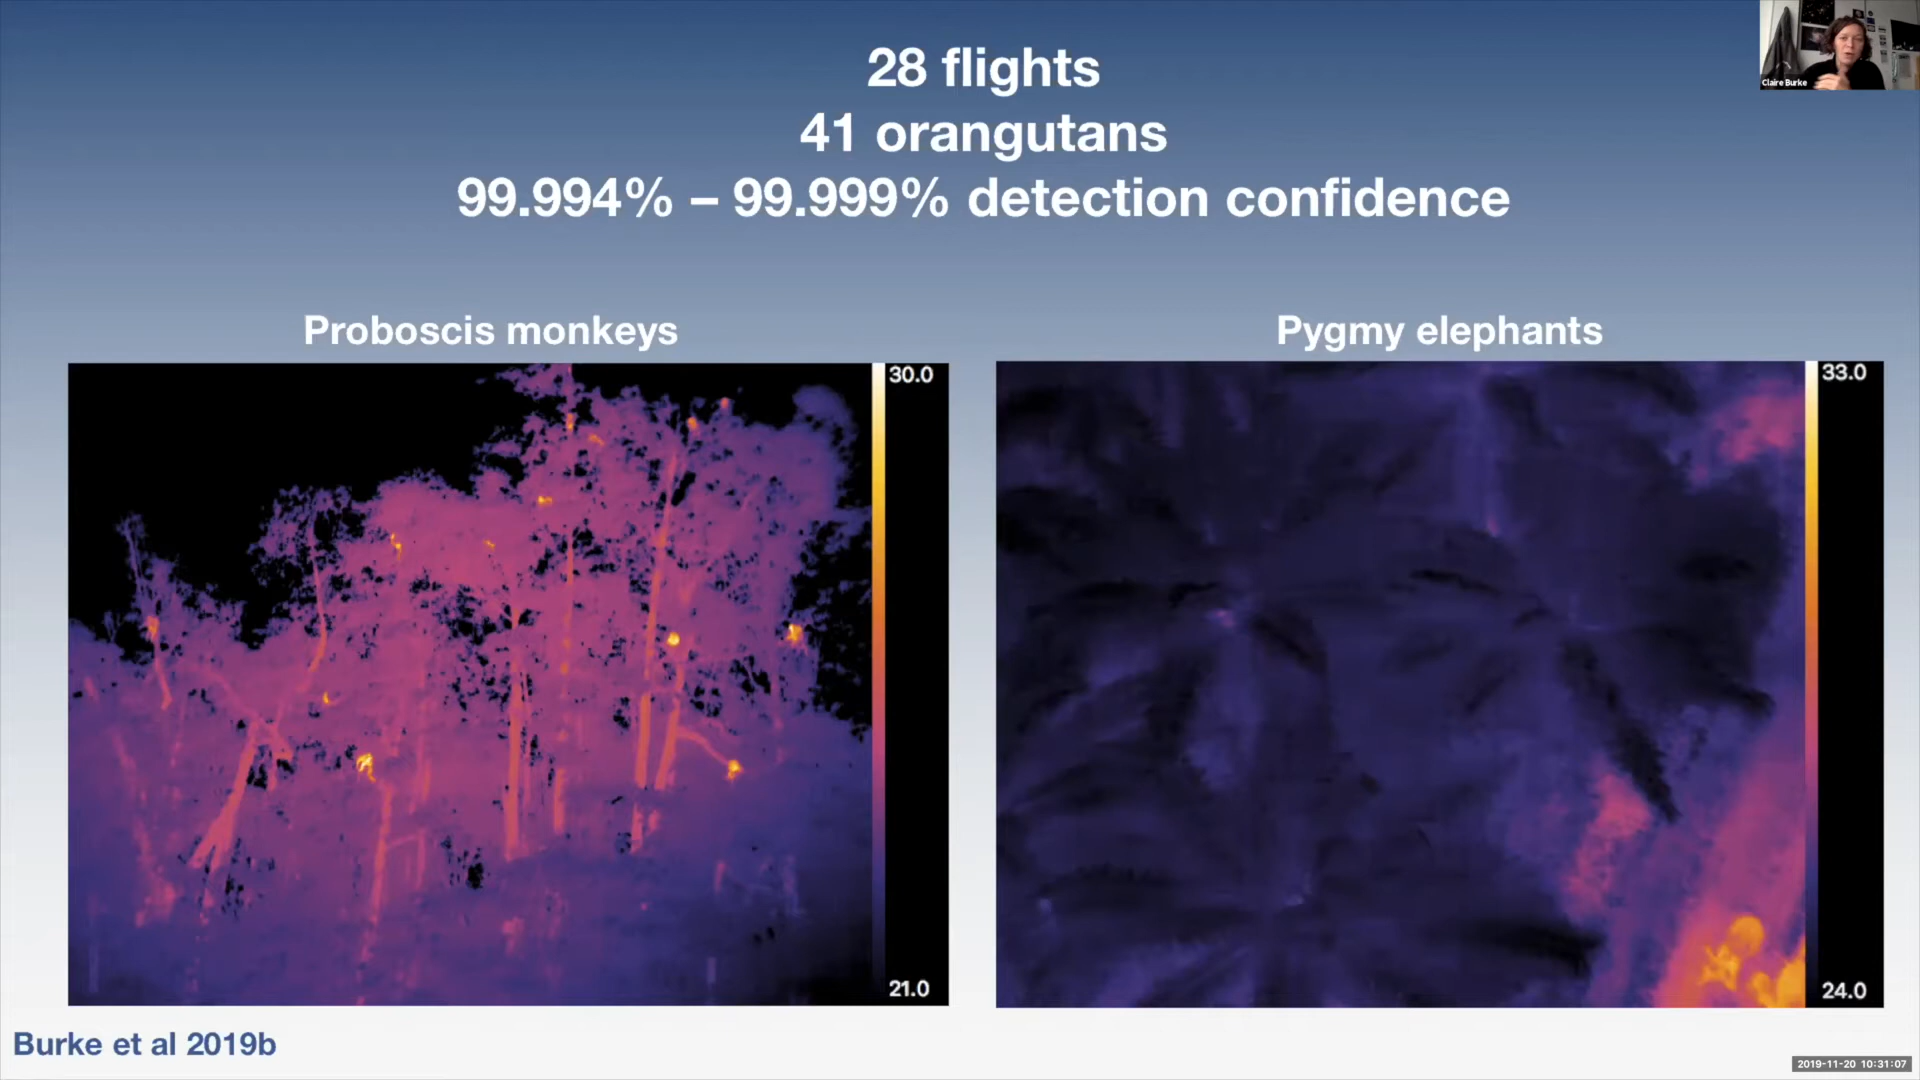 28 flights
41 orangutans
99.994% – 99.999% detection confidence
Claire Burke
Proboscis monkeys
Pygmy elephants
30.0
33.0
21.0
24.0
Burke et al 2019b
2019-11-20 10:31:07